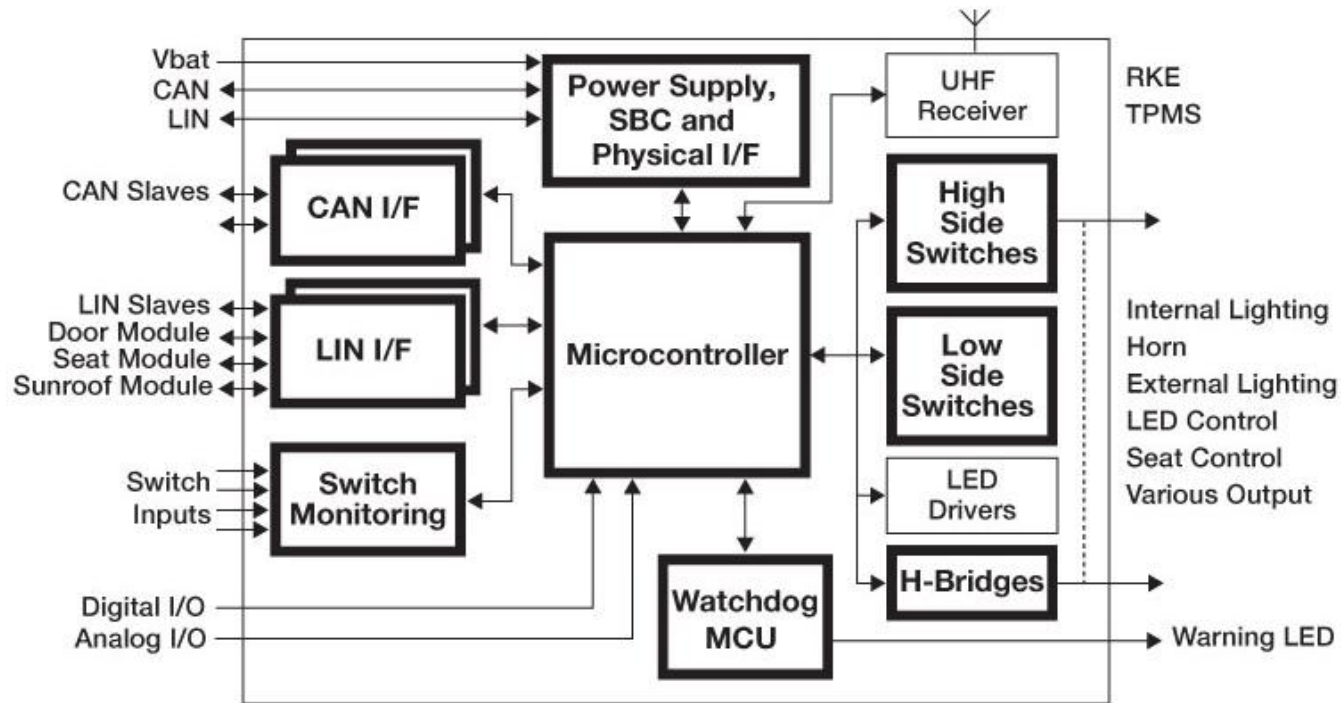 Vbat
CAN
LIN
Power Supply,
SBC and
Physical I/F
UHF
Receiver
RKE
TPMS
CAN Slaves
CAN I/F
High
Side
Switches
LIN Slaves
Door Module
Seat Module
Sunroof Module
LIN I/F
Microcontroller
Low
Side
Switches
Internal Lighting
Horn
External Lighting
LED Control
Seat Control
Various Output
Switch
Inputs
Switch
Monitoring
LED
Drivers
H-Bridges
Digital I/O
Analog I/O
Watchdog
MCU
Warning LED